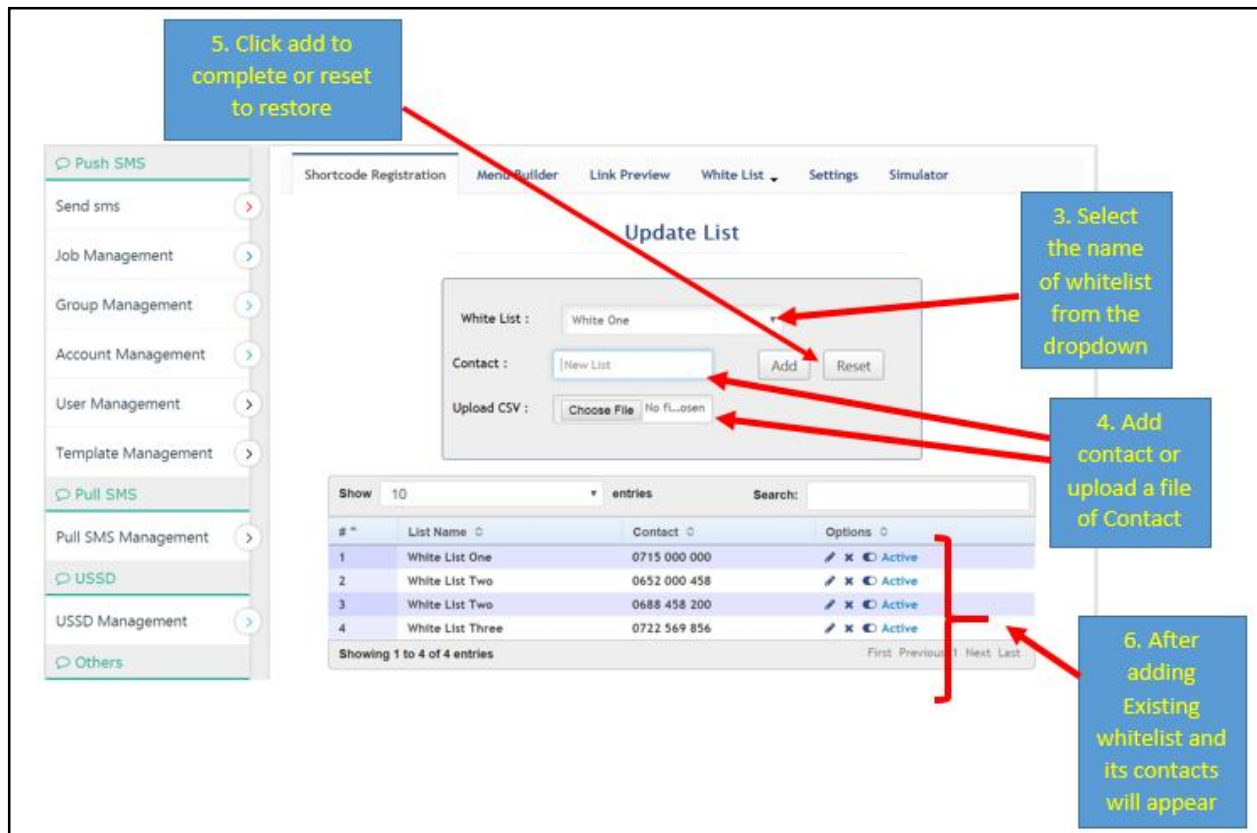 5. Click add to
complete or reset
to restore
Push SMS
Send sms
Job Management
Group Management
Account Management
User Management
Template Management
Pull SMS
Pull SMS Management
USSD
USSD Management
Others
Shortcode Registration Menu Builder Link Preview White List Settings Simulator
Update List
White List : White One
Contact : New List Add Reset
Upload CSV : Choose File No fi...osen
Show 10 entries Search:
# List Name Contact Options
1 White List One 0715 000 000 Active
2 White List Two 0652 000 458 Active
3 White List Two 0688 458 200 Active
4 White List Three 0722 569 856 Active
Showing 1 to 4 of 4 entries First Previous 1 Next Last
3. Select
the name
of whitelist
from the
dropdown
4. Add
contact or
upload a file
of Contact
6. After
adding
Existing
whitelist and
its contacts
will appear